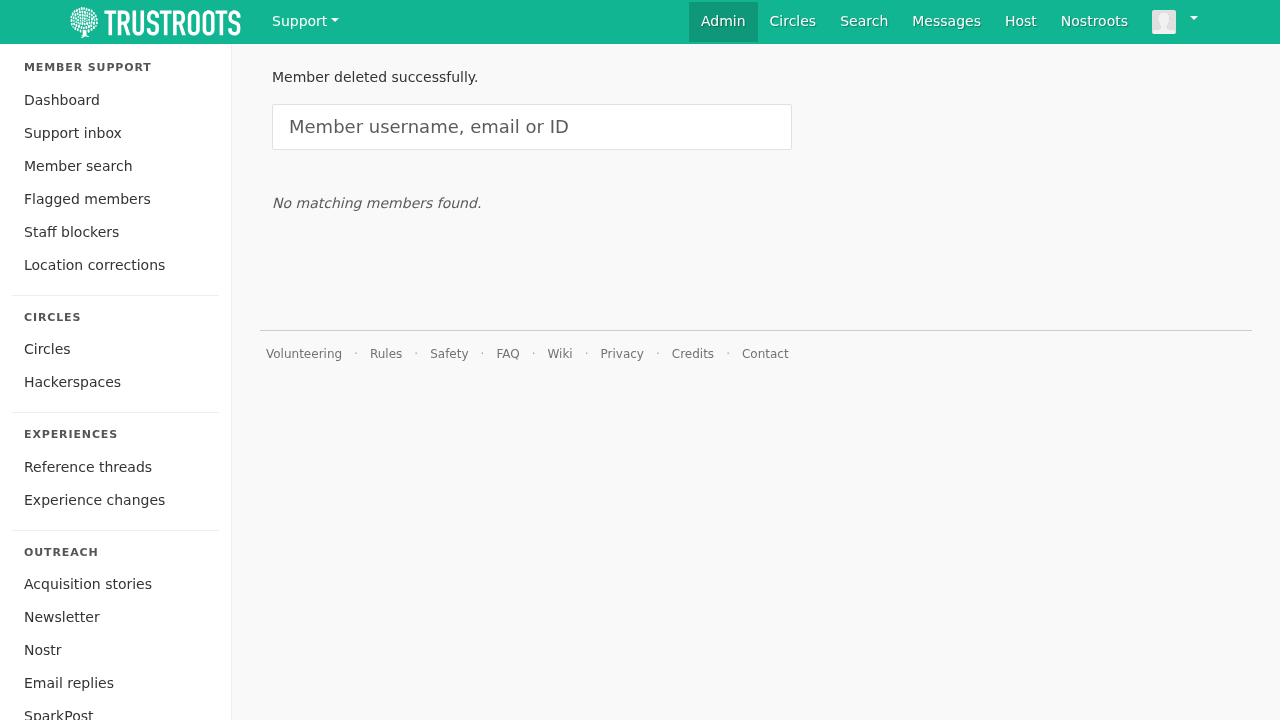 TRUSTROOTS
Support
Admin
Circles
Search
Messages
Host
Nostroots
MEMBER SUPPORT
Dashboard
Support inbox
Member search
Flagged members
Staff blockers
Location corrections
CIRCLES
Circles
Hackerspaces
EXPERIENCES
Reference threads
Experience changes
OUTREACH
Acquisition stories
Newsletter
Nostr
Email replies
SparkPost
Member deleted successfully.
Member username, email or ID
No matching members found.
Volunteering · Rules · Safety · FAQ · Wiki · Privacy · Credits · Contact